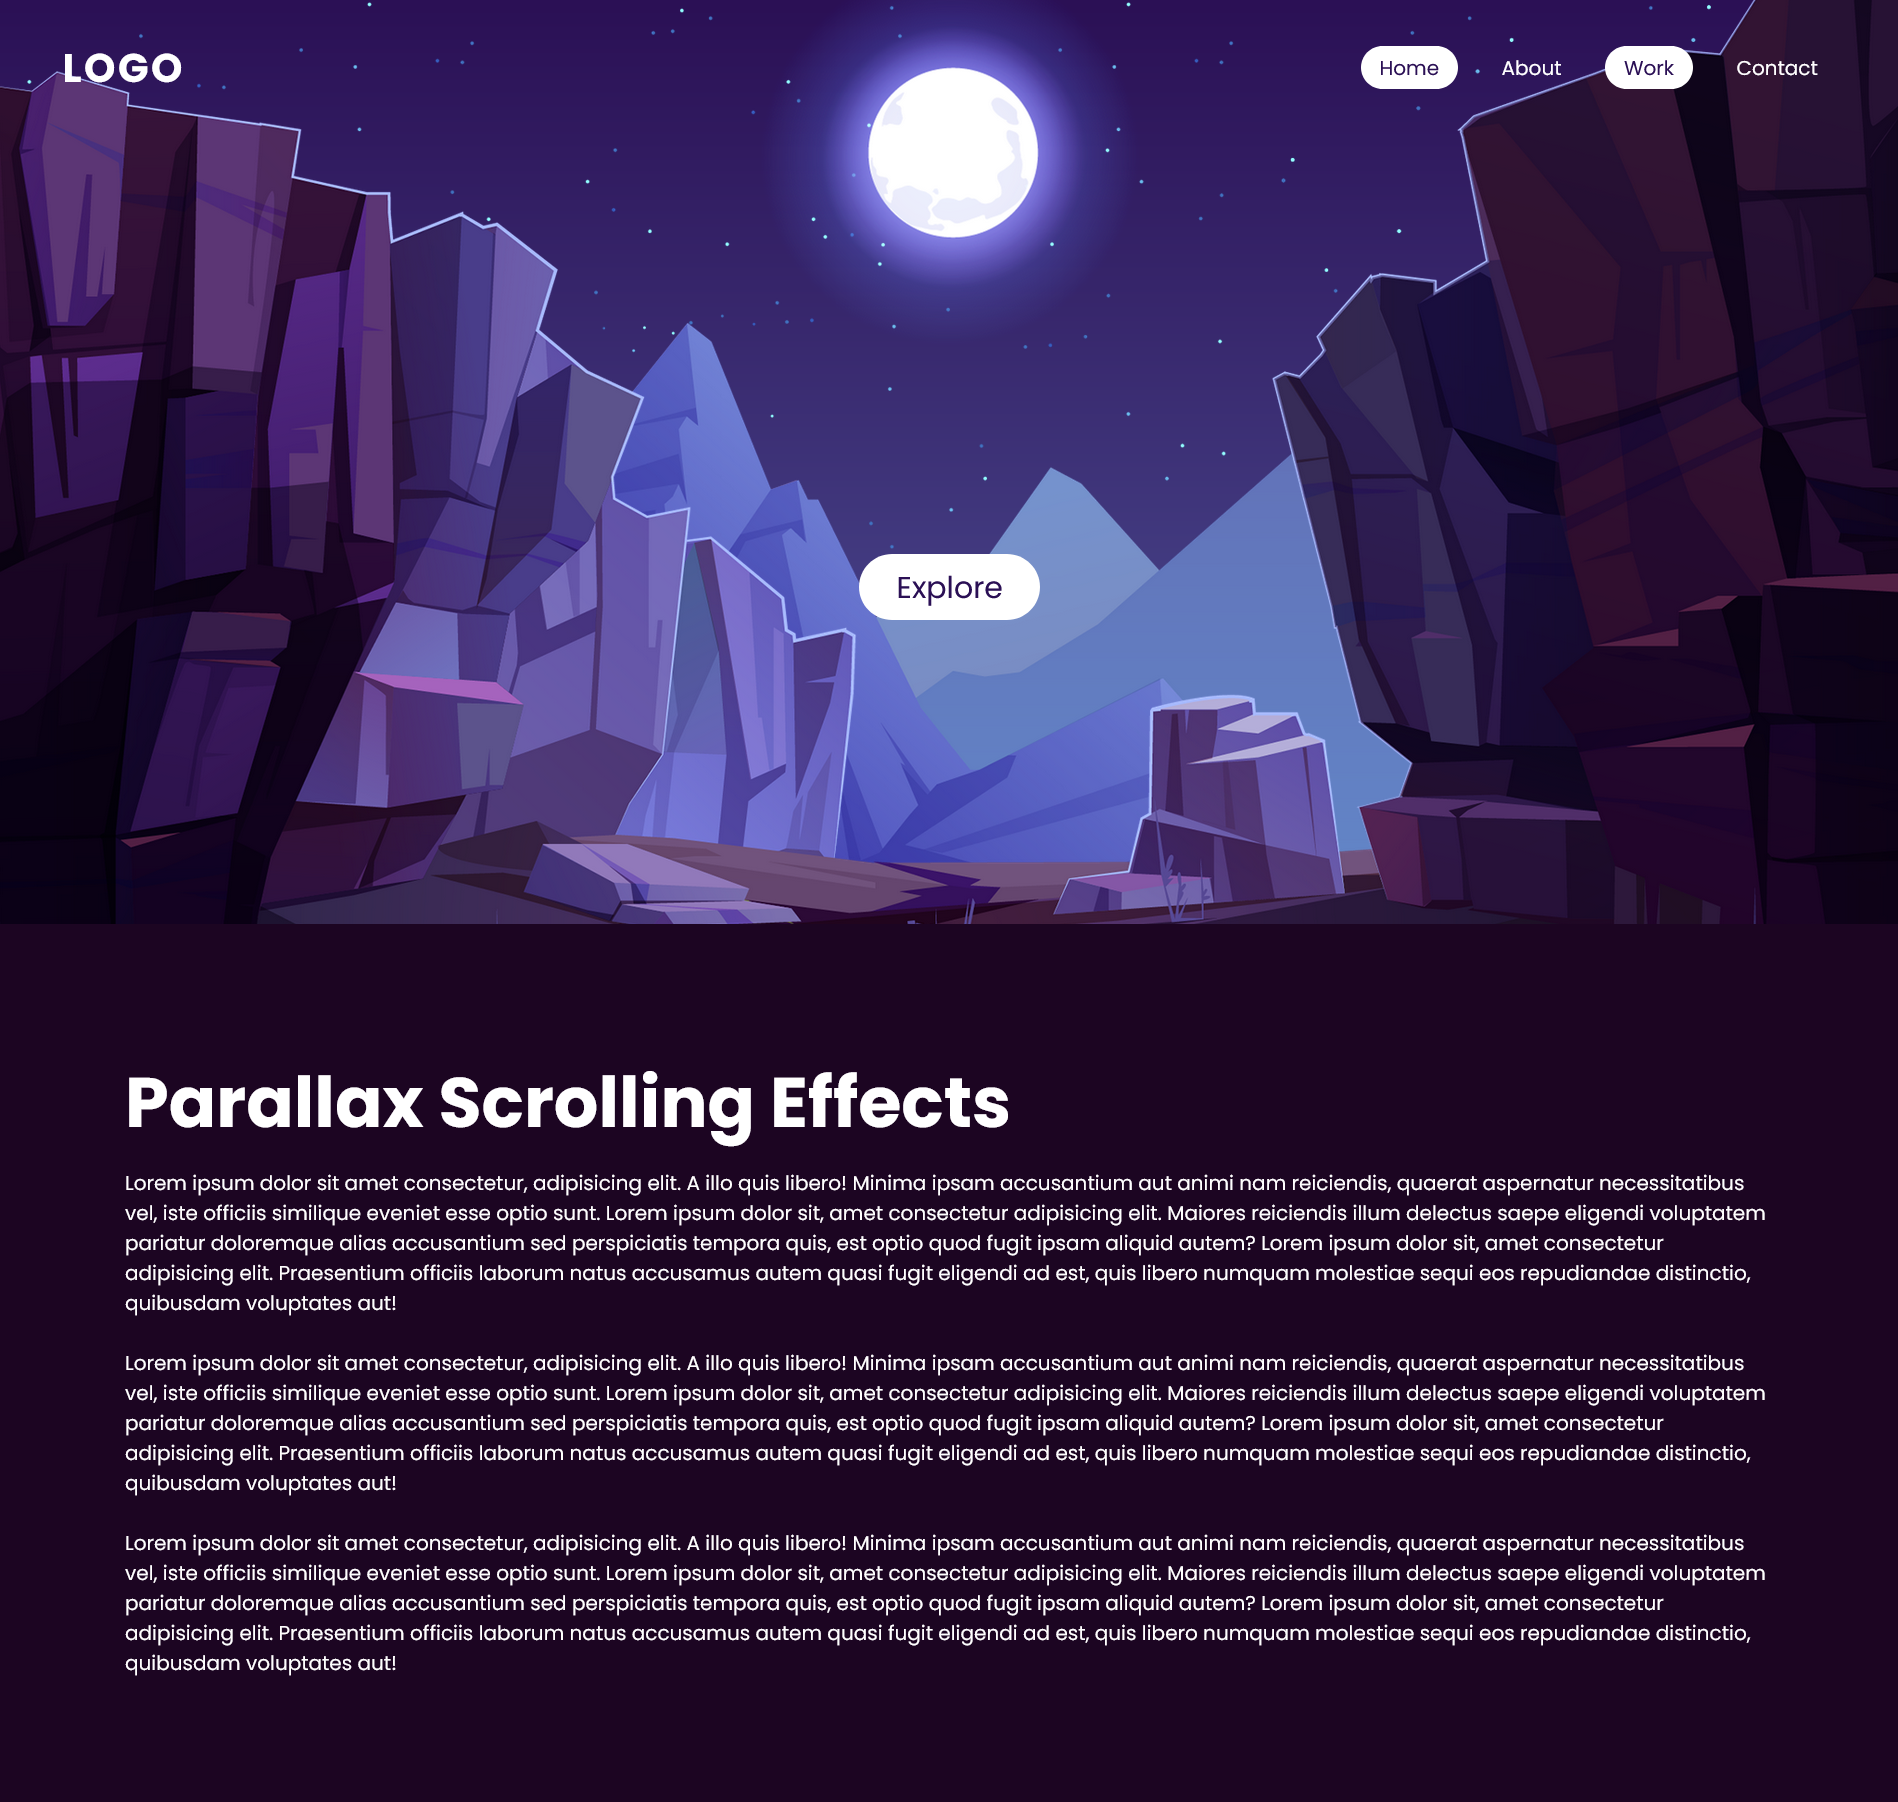 LOGO
Home About Work Contact
Explore
Parallax Scrolling Effects
Lorem ipsum dolor sit amet consectetur, adipisicing elit. A illo quis libero! Minima ipsam accusantium aut animi nam reiciendis, quaerat aspernatur necessitatibus
vel, iste officiis similique eveniet esse optio sunt. Lorem ipsum dolor sit, amet consectetur adipisicing elit. Maiores reiciendis illum delectus saepe eligendi voluptatem
pariatur doloremque alias accusantium sed perspiciatis tempora quis, est optio quod fugit ipsam aliquid autem? Lorem ipsum dolor sit, amet consectetur
adipisicing elit. Praesentium officiis laborum natus accusamus autem quasi fugit eligendi ad est, quis libero numquam molestiae sequi eos repudiandae distinctio,
quibusdam voluptates aut!
Lorem ipsum dolor sit amet consectetur, adipisicing elit. A illo quis libero! Minima ipsam accusantium aut animi nam reiciendis, quaerat aspernatur necessitatibus
vel, iste officiis similique eveniet esse optio sunt. Lorem ipsum dolor sit, amet consectetur adipisicing elit. Maiores reiciendis illum delectus saepe eligendi voluptatem
pariatur doloremque alias accusantium sed perspiciatis tempora quis, est optio quod fugit ipsam aliquid autem? Lorem ipsum dolor sit, amet consectetur
adipisicing elit. Praesentium officiis laborum natus accusamus autem quasi fugit eligendi ad est, quis libero numquam molestiae sequi eos repudiandae distinctio,
quibusdam voluptates aut!
Lorem ipsum dolor sit amet consectetur, adipisicing elit. A illo quis libero! Minima ipsam accusantium aut animi nam reiciendis, quaerat aspernatur necessitatibus
vel, iste officiis similique eveniet esse optio sunt. Lorem ipsum dolor sit, amet consectetur adipisicing elit. Maiores reiciendis illum delectus saepe eligendi voluptatem
pariatur doloremque alias accusantium sed perspiciatis tempora quis, est optio quod fugit ipsam aliquid autem? Lorem ipsum dolor sit, amet consectetur
adipisicing elit. Praesentium officiis laborum natus accusamus autem quasi fugit eligendi ad est, quis libero numquam molestiae sequi eos repudiandae distinctio,
quibusdam voluptates aut!